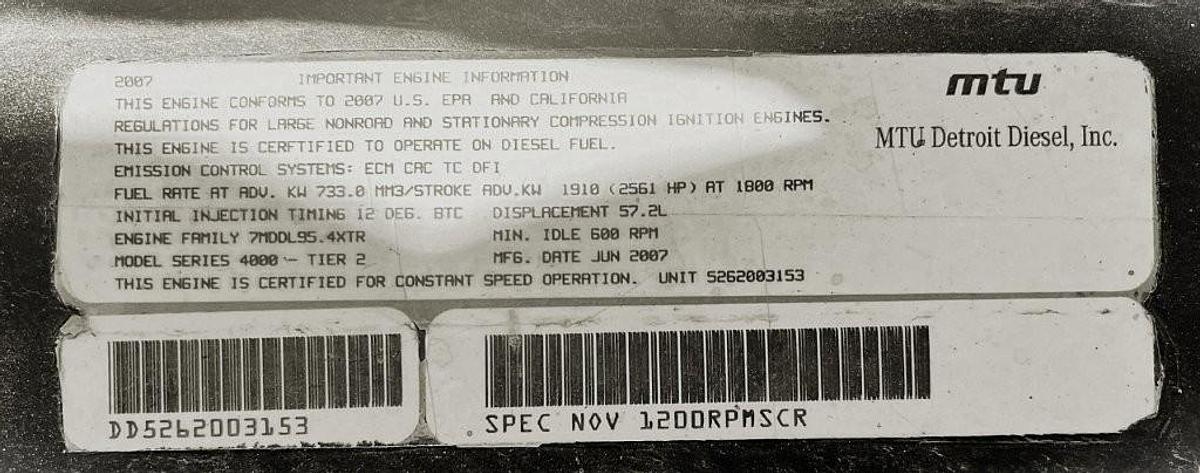 2007 IMPORTANT ENGINE INFORMATION
THIS ENGINE CONFORMS TO 2007 U.S. EPA AND CALIFORNIA
REGULATIONS FOR LARGE NONROAD AND STATIONARY COMPRESSION IGNITION ENGINES.
THIS ENGINE IS CERFTIFIED TO OPERATE ON DIESEL FUEL.
EMISSION CONTROL SYSTEMS: ECM CAC TC DFI
FUEL RATE AT ADV. KW 733.0 MM3/STROKE ADV.KW 1910 (2561 HP) AT 1800 RPM
INITIAL INJECTION TIMING 12 DEG. BTC DISPLACEMENT 57.2L
ENGINE FAMILY 7MDDL95.4XTR MIN. IDLE 600 RPM
MODEL SERIES 4000 - TIER 2 MFG. DATE JUN 2007
THIS ENGINE IS CERTIFIED FOR CONSTANT SPEED OPERATION. UNIT 5262003153
mtu
MTU Detroit Diesel, Inc.
DD5262003153
SPEC NOV 1200RPMSCR